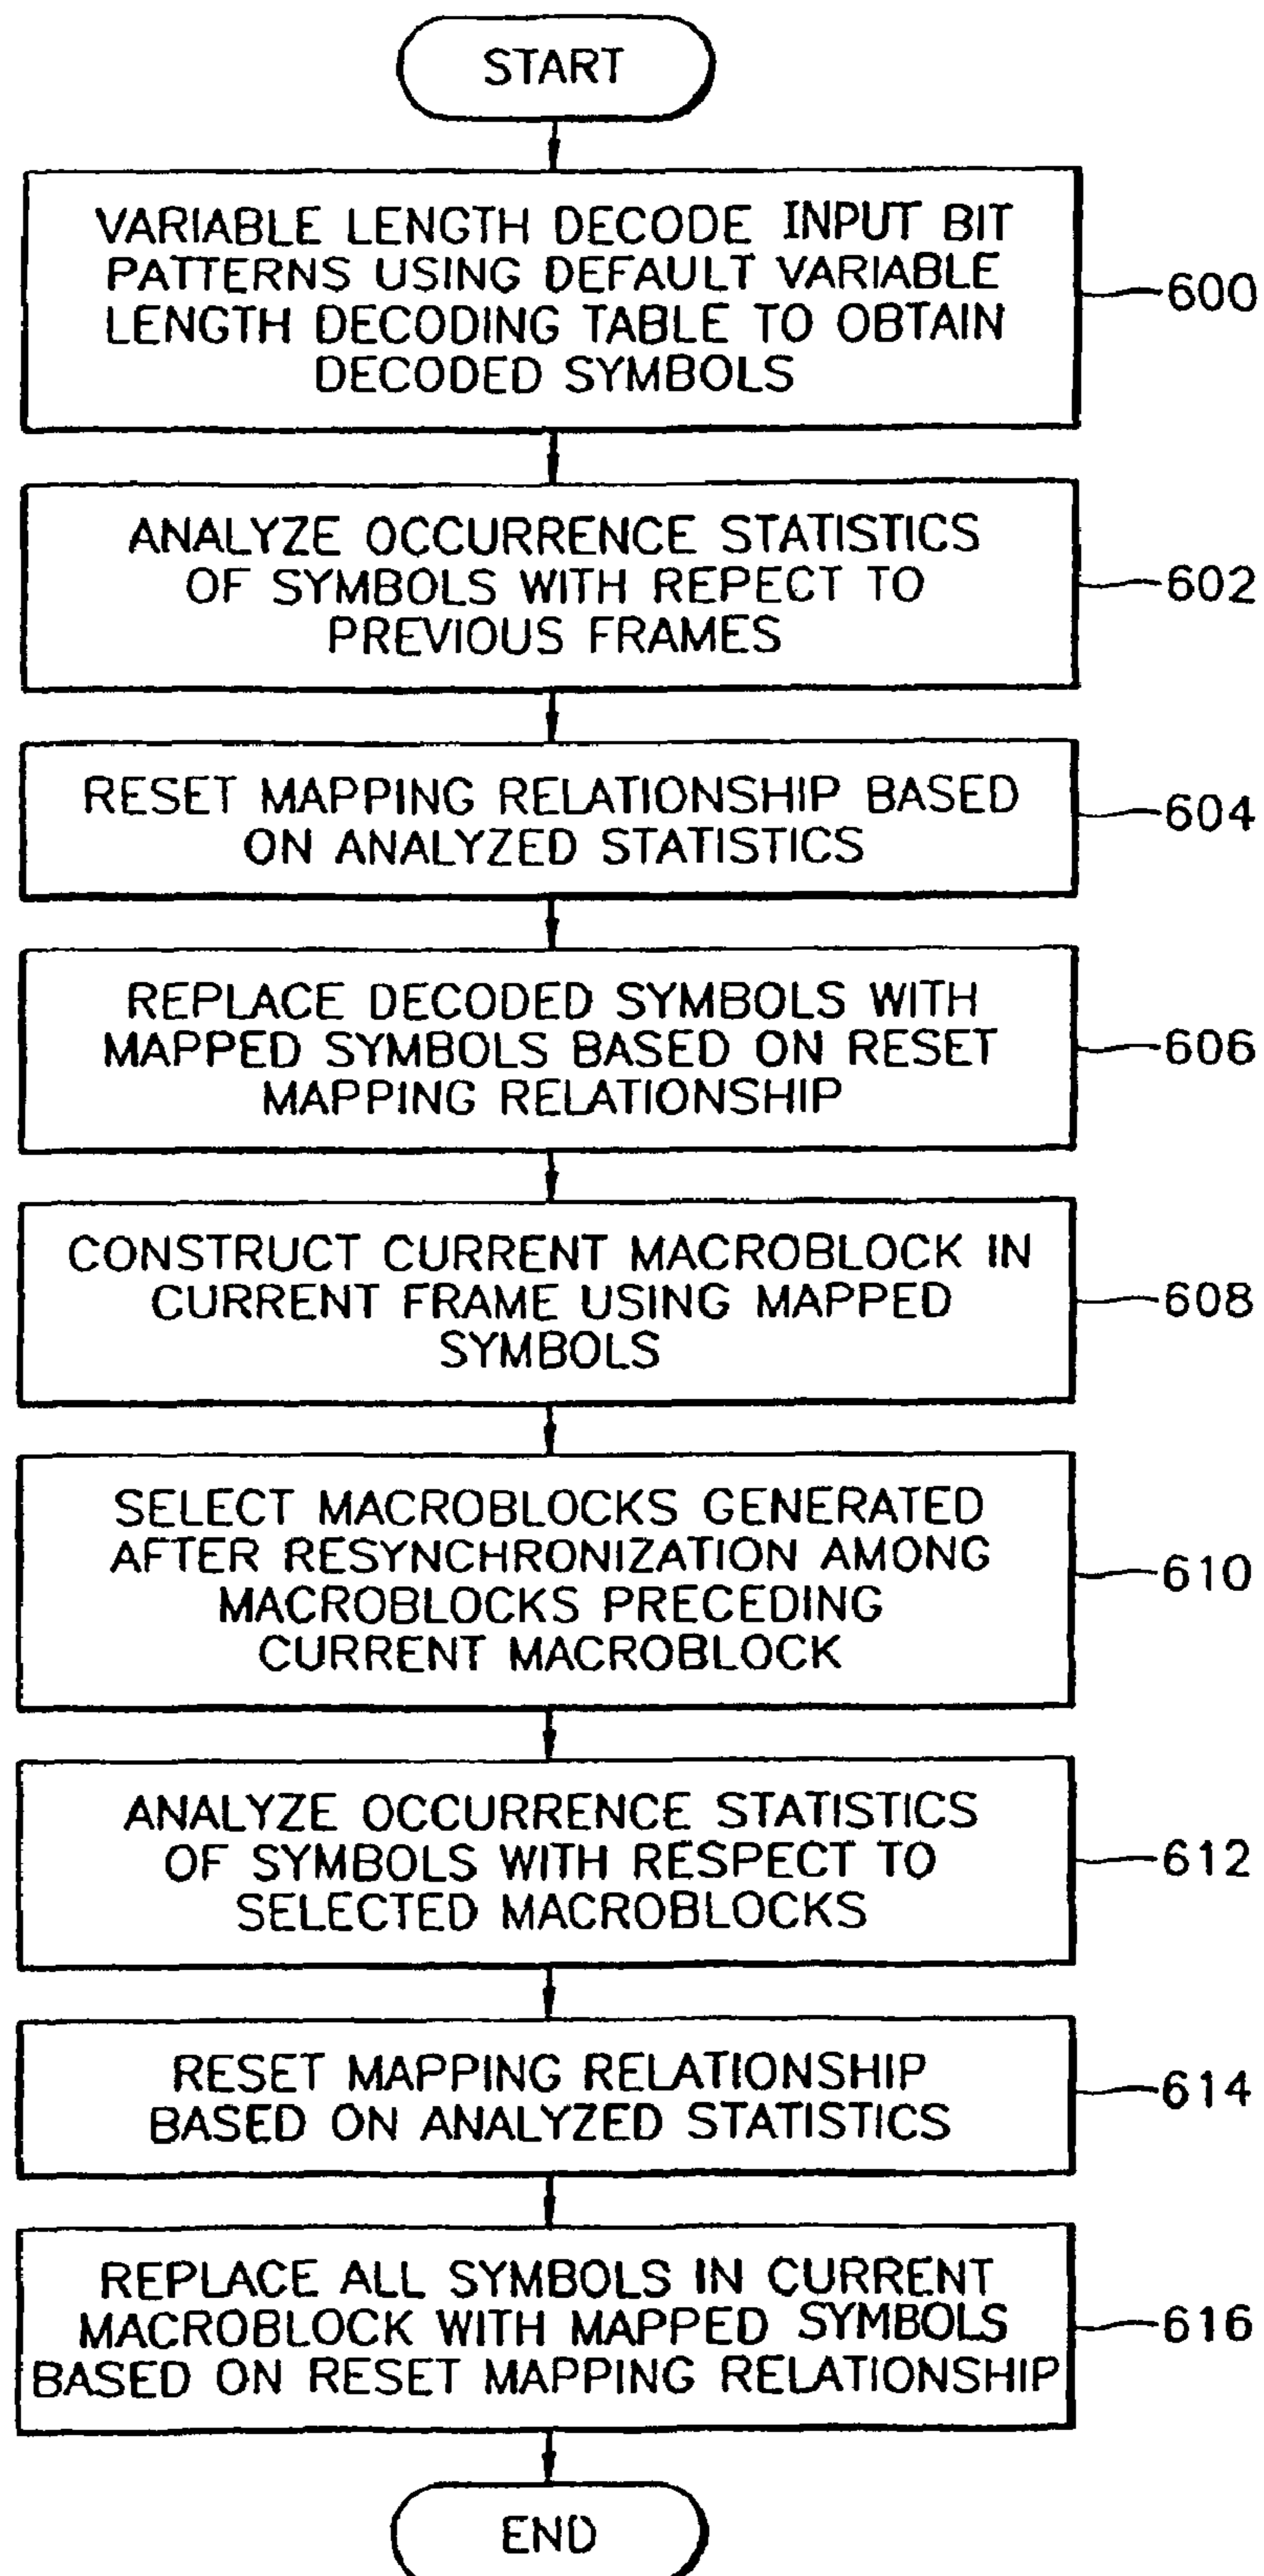 START
VARIABLE LENGTH DECODE INPUT BIT
PATTERNS USING DEFAULT VARIABLE
LENGTH DECODING TABLE TO OBTAIN
DECODED SYMBOLS
600
ANALYZE OCCURRENCE STATISTICS
OF SYMBOLS WITH REPECT TO
PREVIOUS FRAMES
602
RESET MAPPING RELATIONSHIP BASED
ON ANALYZED STATISTICS
604
REPLACE DECODED SYMBOLS WITH
MAPPED SYMBOLS BASED ON RESET
MAPPING RELATIONSHIP
606
CONSTRUCT CURRENT MACROBLOCK IN
CURRENT FRAME USING MAPPED
SYMBOLS
608
SELECT MACROBLOCKS GENERATED
AFTER RESYNCHRONIZATION AMONG
MACROBLOCKS PRECEDING
CURRENT MACROBLOCK
610
ANALYZE OCCURRENCE STATISTICS
OF SYMBOLS WITH RESPECT TO
SELECTED MACROBLOCKS
612
RESET MAPPING RELATIONSHIP
BASED ON ANALYZED STATISTICS
614
REPLACE ALL SYMBOLS IN CURRENT
MACROBLOCK WITH MAPPED SYMBOLS
BASED ON RESET MAPPING RELATIONSHIP
616
END